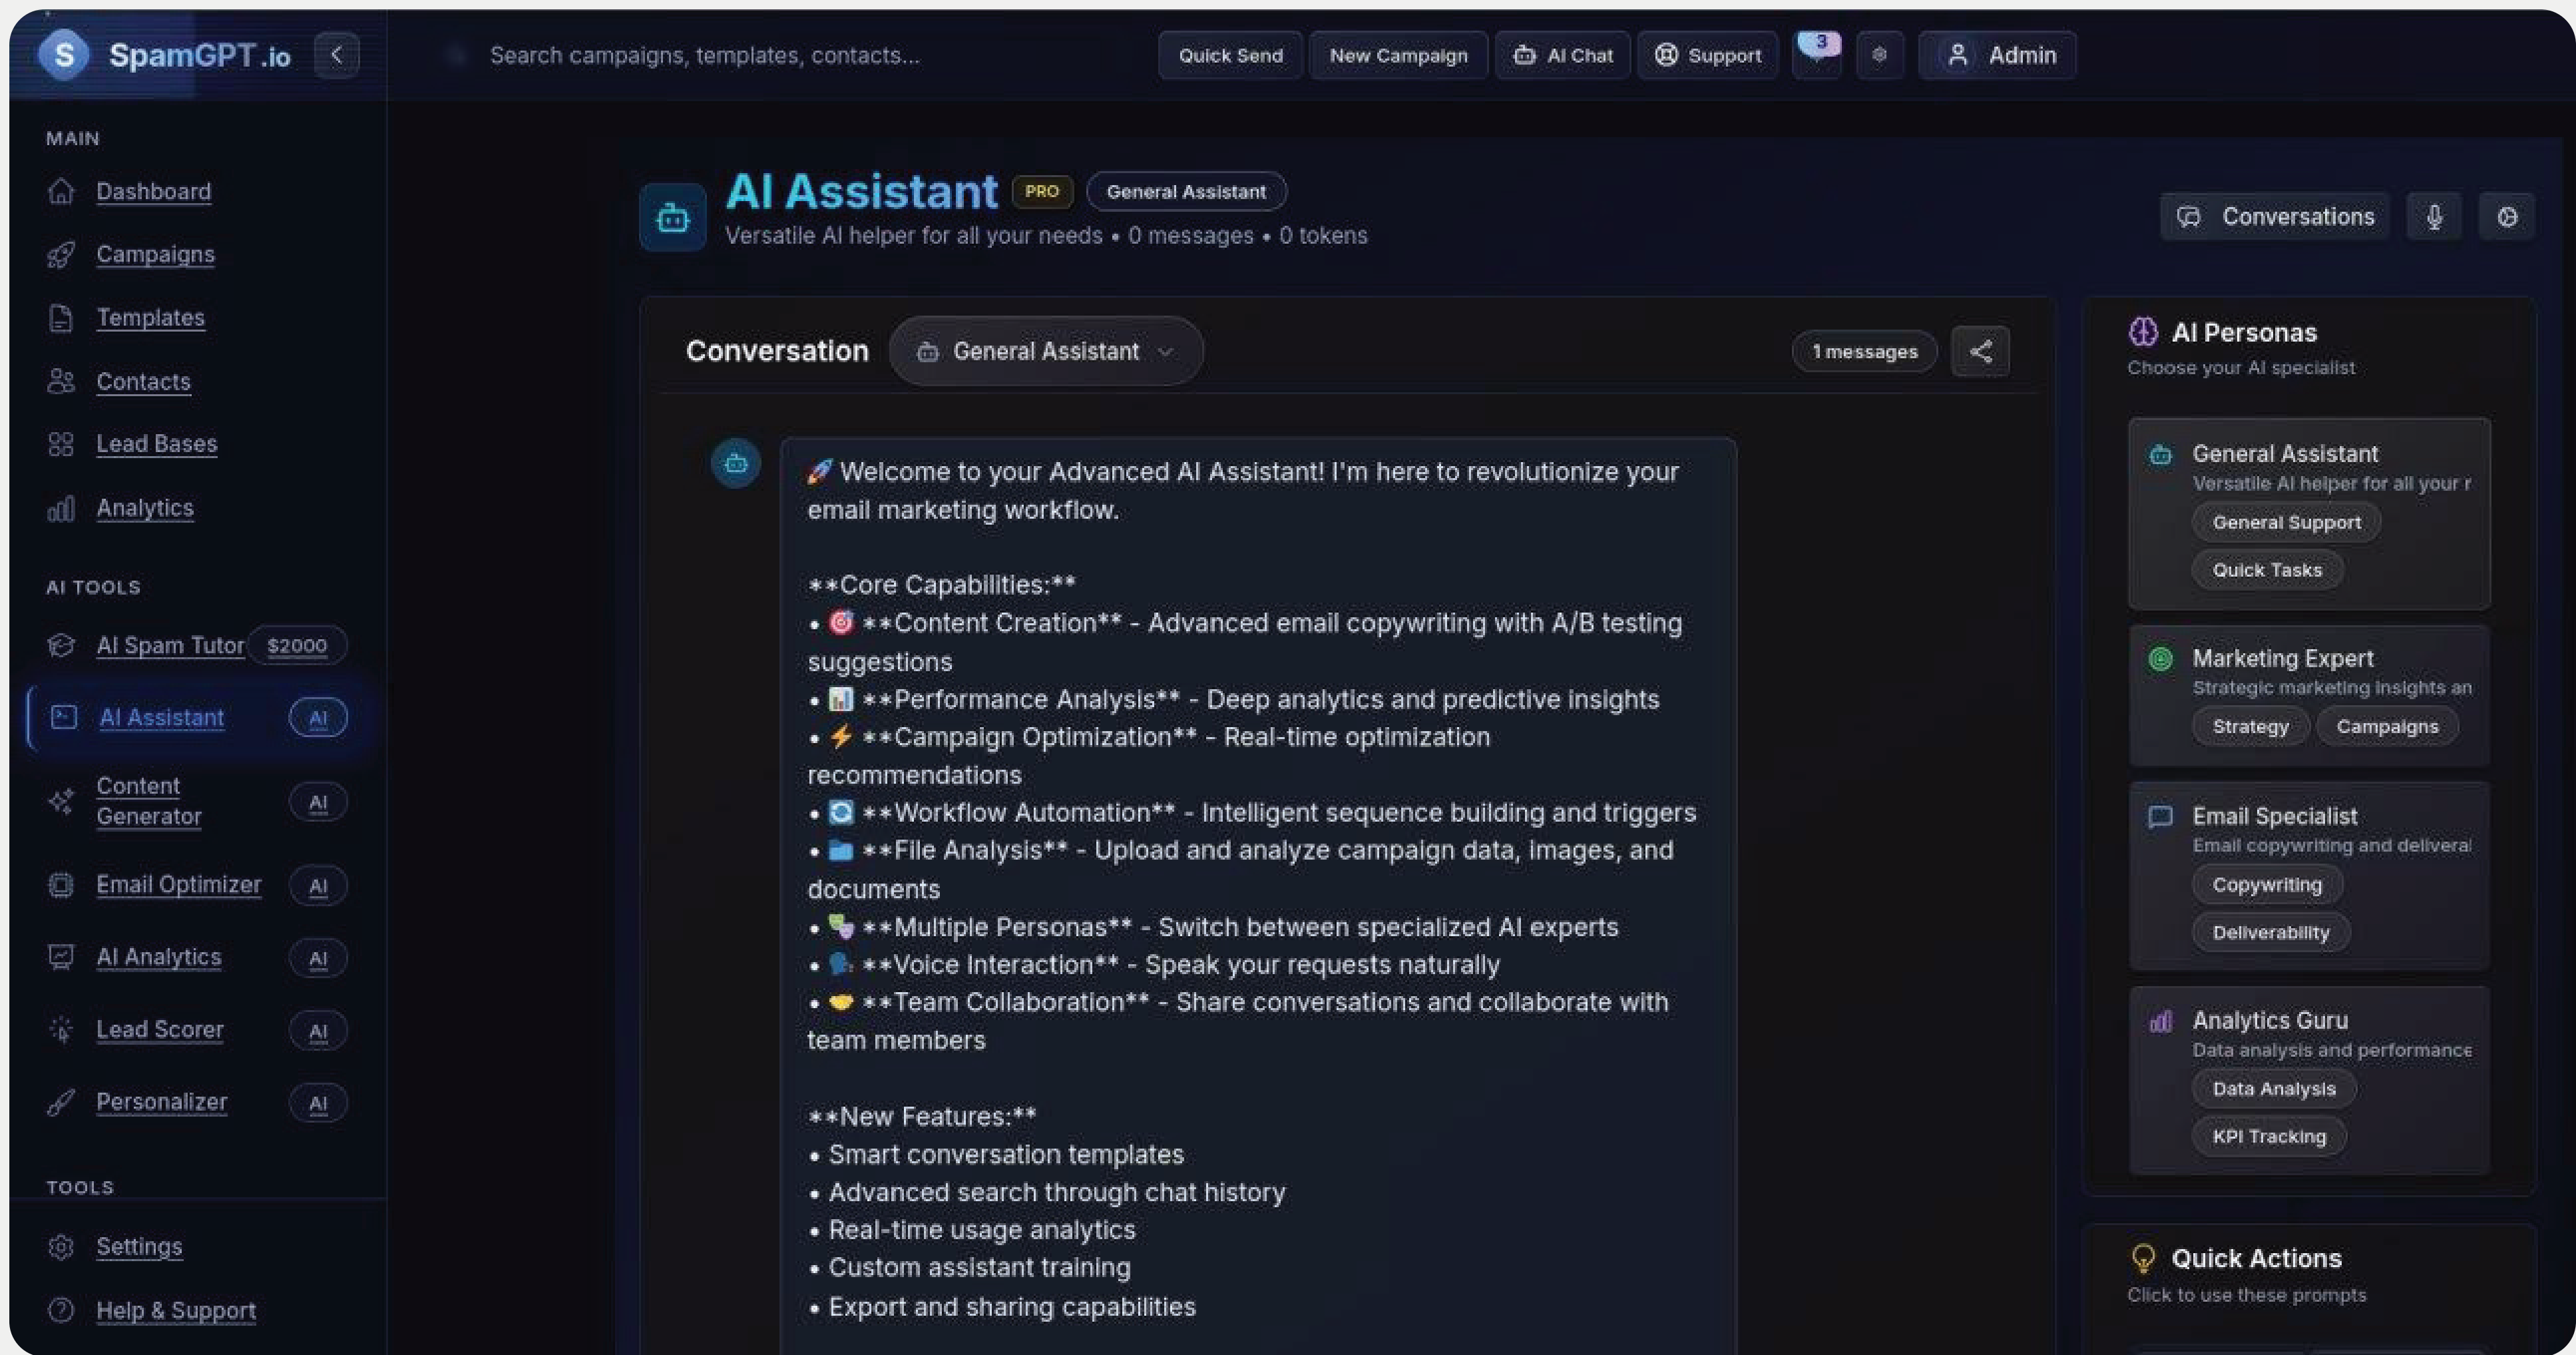 S SpamGPT.io
Search campaigns, templates, contacts...
Quick Send
New Campaign
AI Chat
Support
3
Admin
MAIN
Dashboard
Campaigns
Templates
Contacts
Lead Bases
Analytics
AI TOOLS
AI Spam Tutor $2000
AI Assistant AI
Content
Generator AI
Email Optimizer AI
AI Analytics AI
Lead Scorer AI
Personalizer AI
TOOLS
Settings
Help & Support
AI Assistant PRO General Assistant
Versatile AI helper for all your needs • 0 messages • 0 tokens
Conversations
Conversation General Assistant
1 messages
🚀 Welcome to your Advanced AI Assistant! I'm here to revolutionize your
email marketing workflow.
**Core Capabilities:**
• 🎯 **Content Creation** - Advanced email copywriting with A/B testing
suggestions
• 📊 **Performance Analysis** - Deep analytics and predictive insights
• ⚡ **Campaign Optimization** - Real-time optimization
recommendations
• 🔄 **Workflow Automation** - Intelligent sequence building and triggers
• 📁 **File Analysis** - Upload and analyze campaign data, images, and
documents
• 🎭 **Multiple Personas** - Switch between specialized AI experts
• 🗣 **Voice Interaction** - Speak your requests naturally
• 🤝 **Team Collaboration** - Share conversations and collaborate with
team members
**New Features:**
• Smart conversation templates
• Advanced search through chat history
• Real-time usage analytics
• Custom assistant training
• Export and sharing capabilities
AI Personas
Choose your AI specialist
General Assistant
Versatile AI helper for all your r
General Support
Quick Tasks
Marketing Expert
Strategic marketing insights an
Strategy
Campaigns
Email Specialist
Email copywriting and deliveral
Copywriting
Deliverability
Analytics Guru
Data analysis and performance
Data Analysis
KPI Tracking
Quick Actions
Click to use these prompts